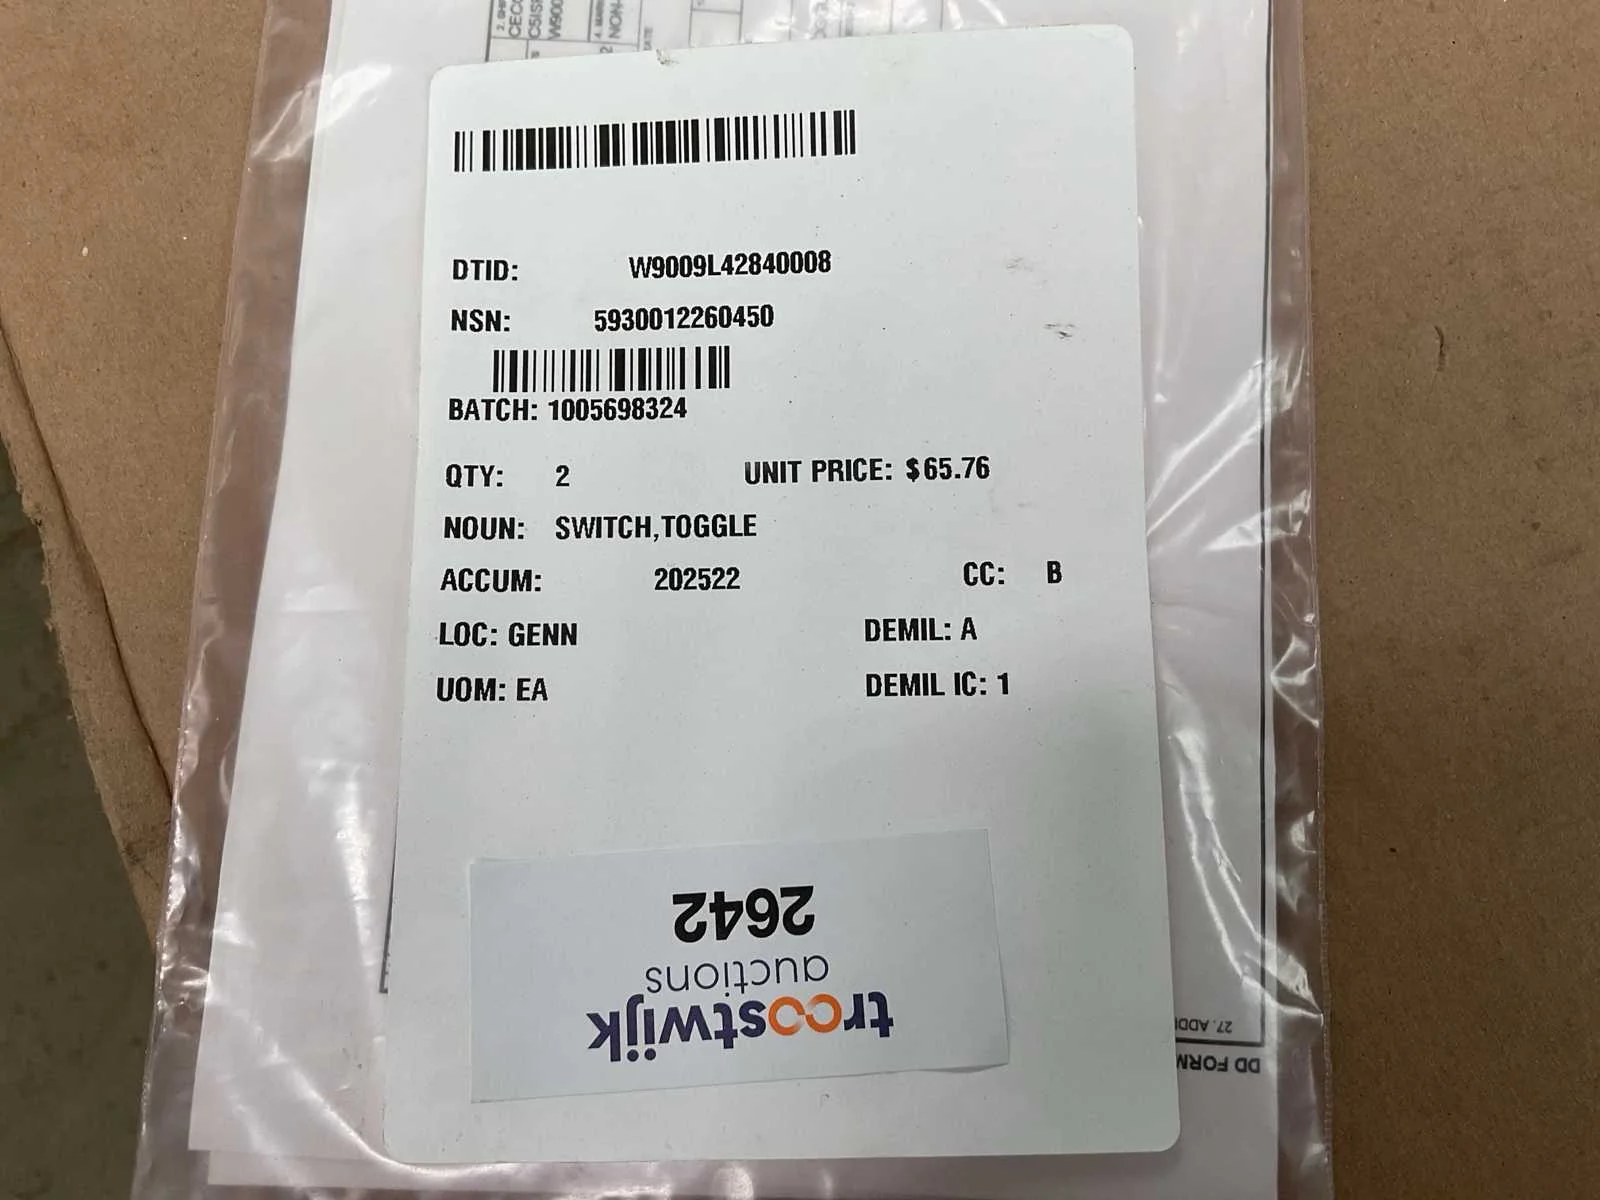 DTID: W9009L42840008
NSN: 5930012260450
BATCH: 1005698324
QTY: 2 UNIT PRICE: $65.76
NOUN: SWITCH,TOGGLE
ACCUM: 202522 CC: B
LOC: GENN DEMIL: A
UOM: EA DEMIL IC: 1
2642
auctions
troostwijk
27. ADD
DD FORM